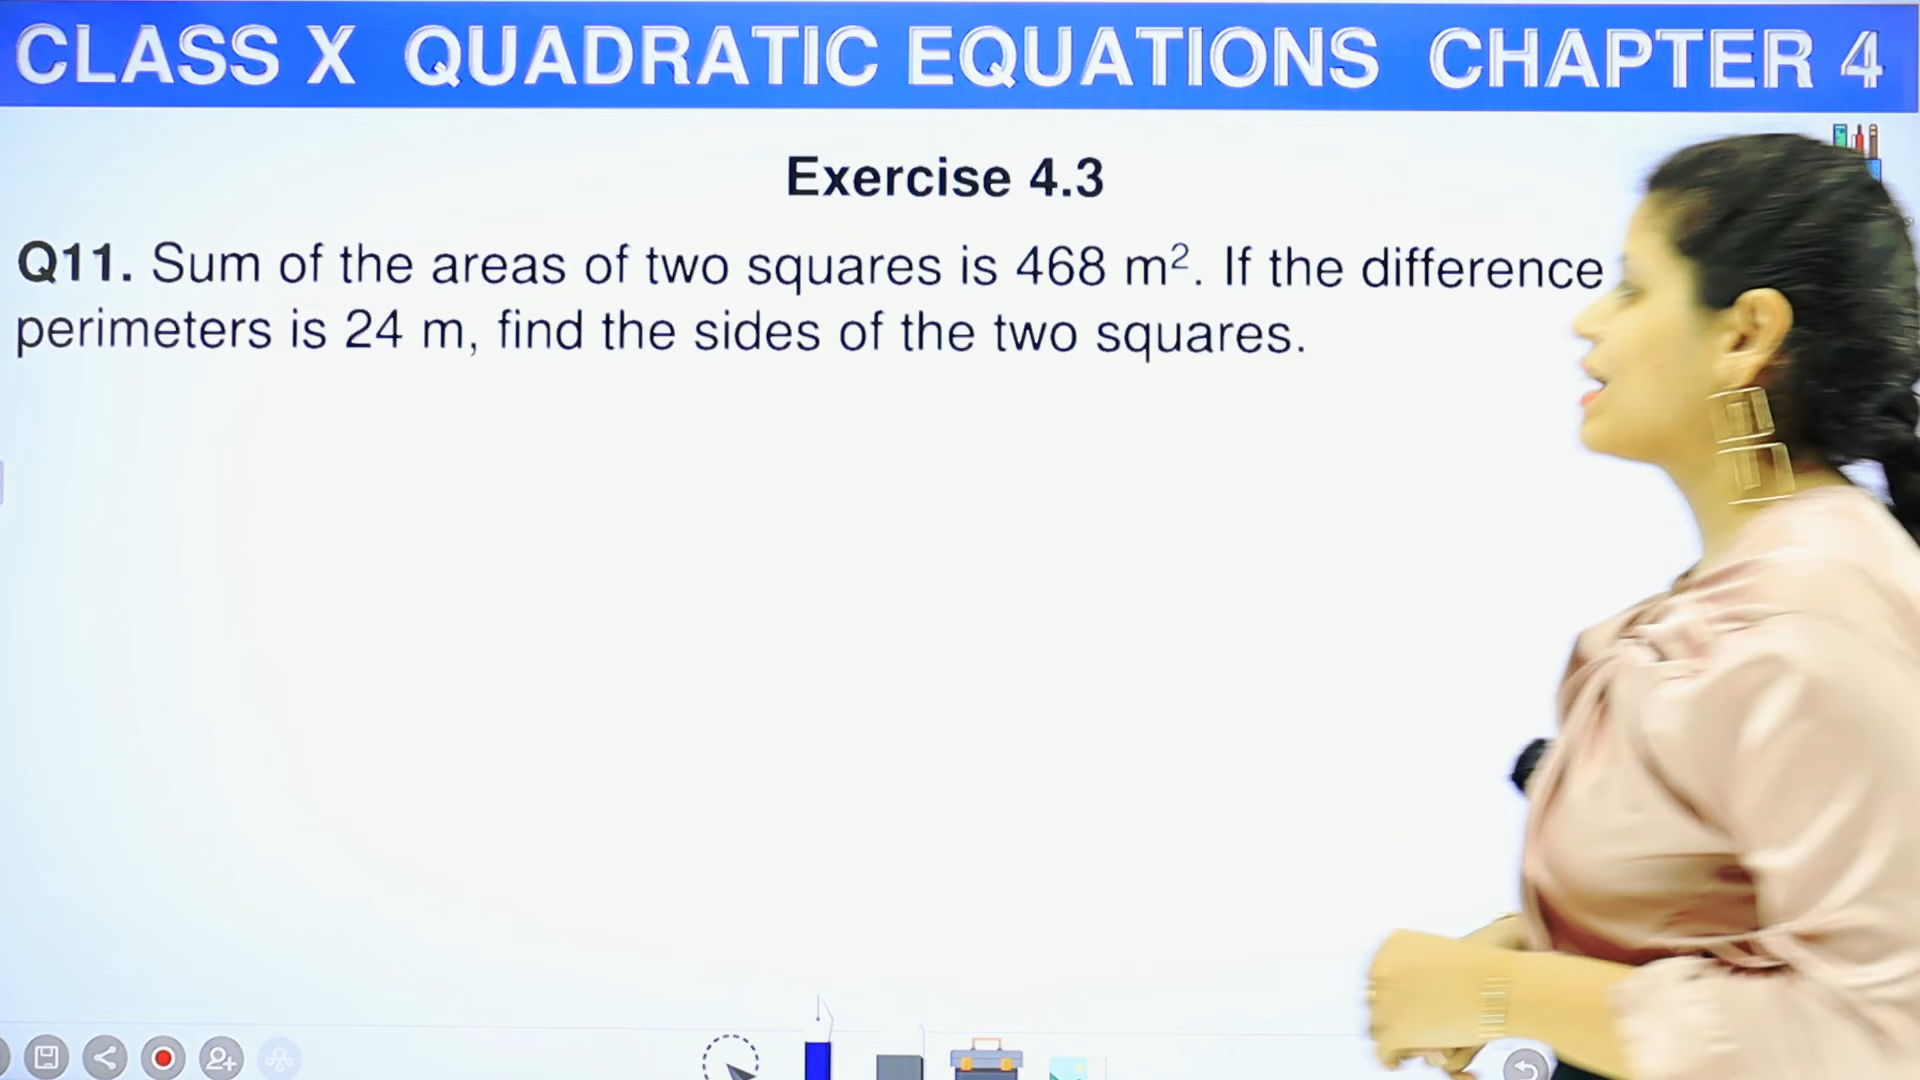 CLASS X QUADRATIC EQUATIONS CHAPTER 4
Exercise 4.3
Q11. Sum of the areas of two squares is 468 m². If the difference
perimeters is 24 m, find the sides of the two squares.